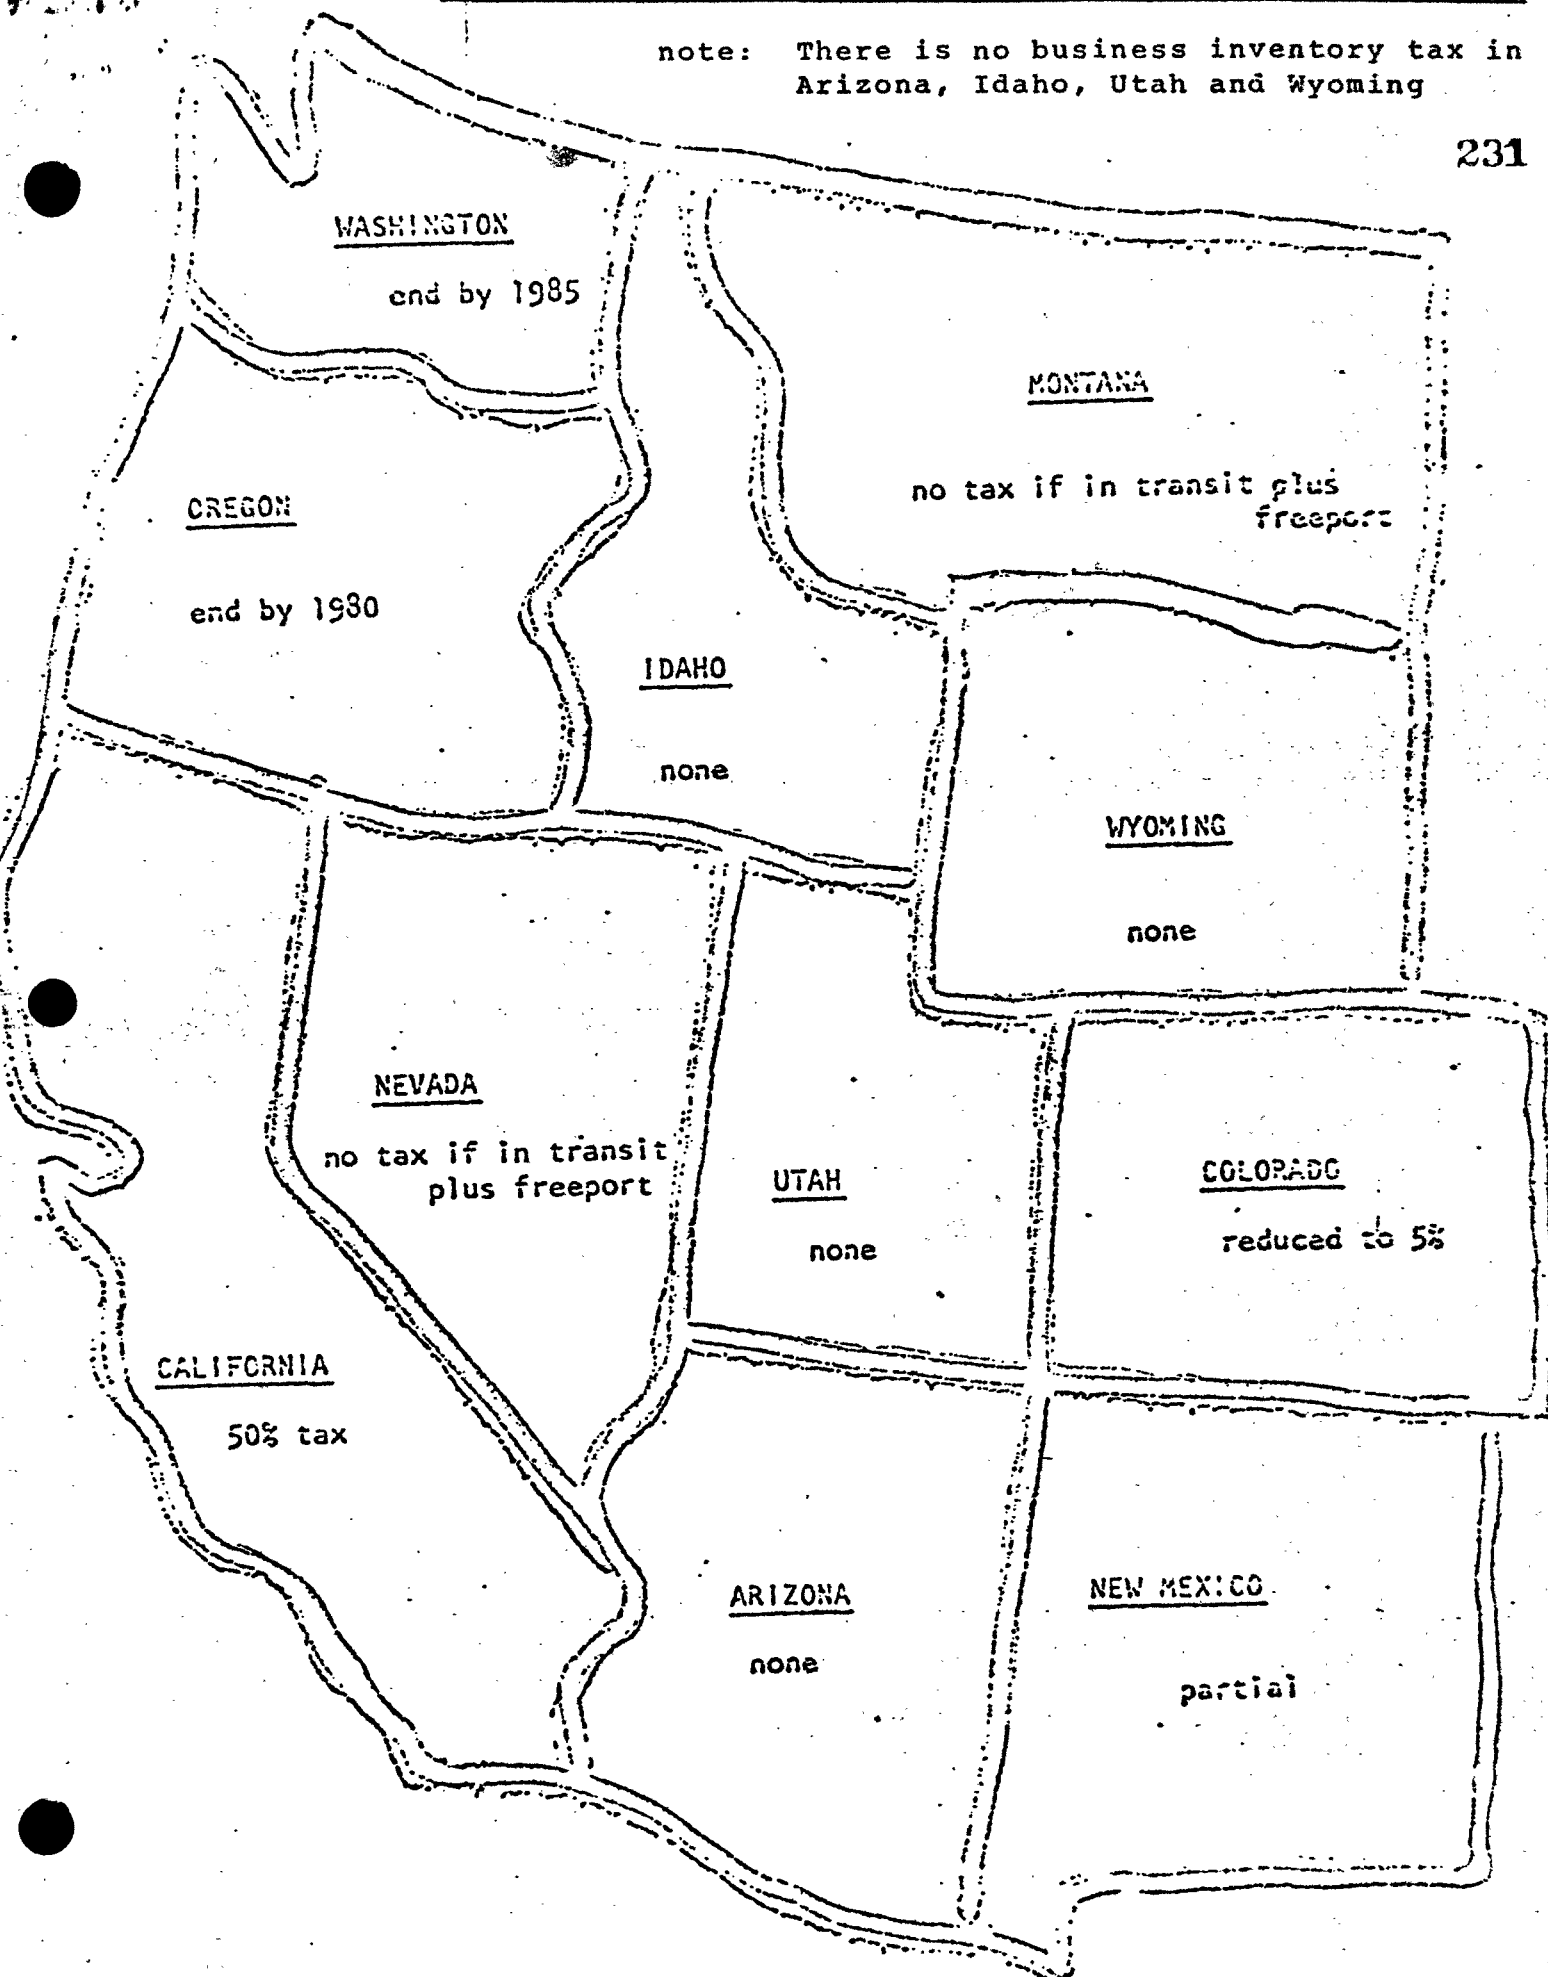 note: There is no business inventory tax in
Arizona, Idaho, Utah and Wyoming
231
WASHINGTON
end by 1985
MONTANA
no tax if in transit plus
freeport
OREGON
end by 1980
IDAHO
none
WYOMING
none
NEVADA
no tax if in transit
plus freeport
UTAH
none
COLORADO
reduced to 5%
CALIFORNIA
50% tax
ARIZONA
none
NEW MEXICO
partial